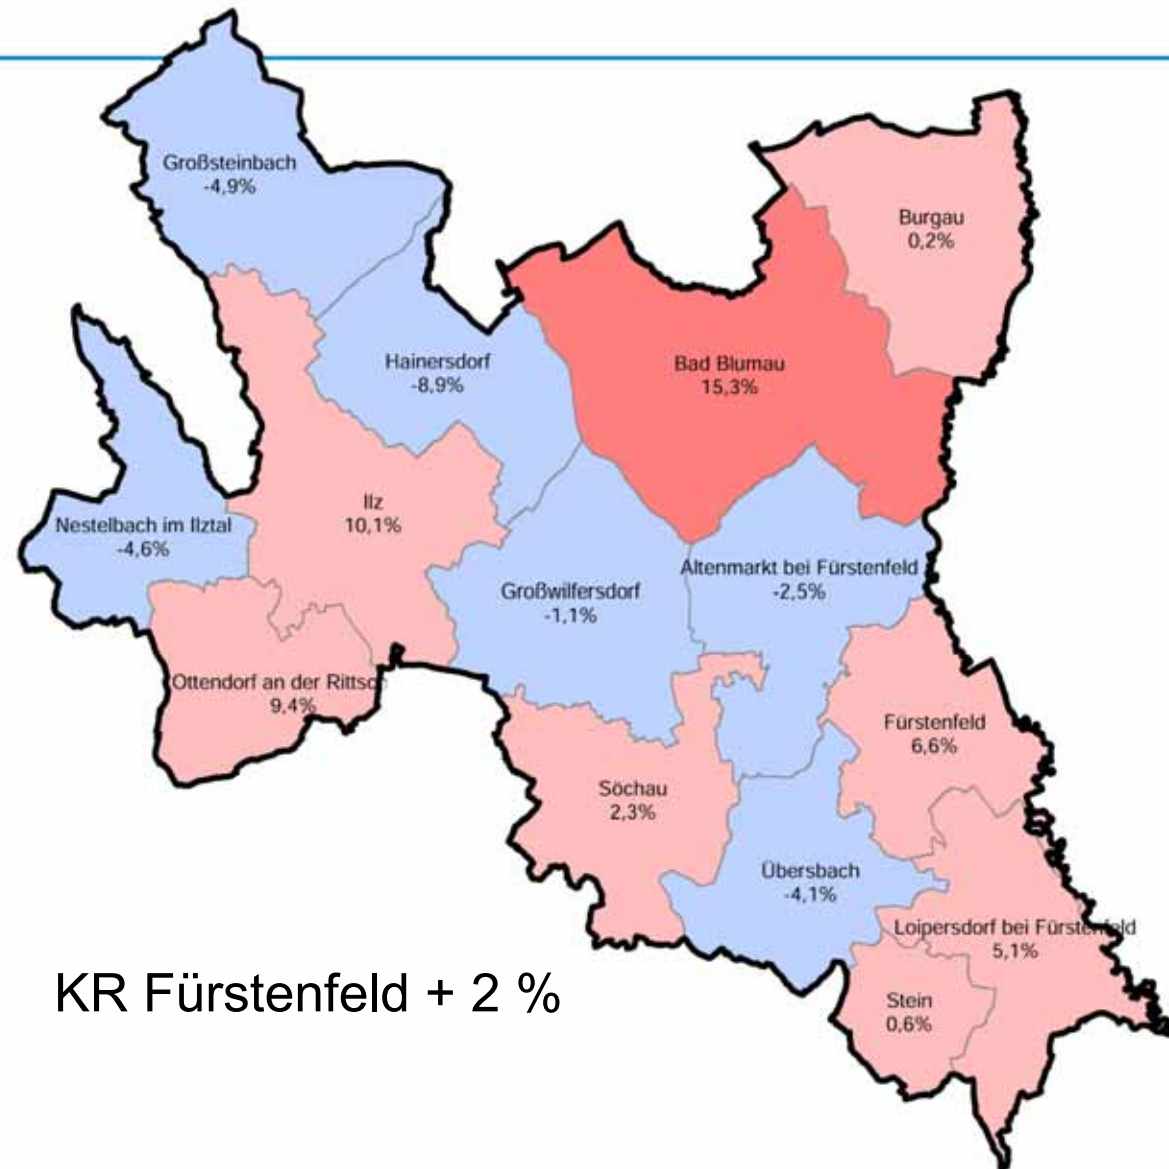 Großsteinbach
-4,9%
Burgau
0,2%
Hainersdorf
-8,9%
Bad Blumau
15,3%
Ilz
10,1%
Nestelbach im Ilztal
-4,6%
Großwilfersdorf
-1,1%
Altenmarkt bei Fürstenfeld
-2,5%
Ottendorf an der Rittsc
9,4%
Fürstenfeld
6,6%
Söchau
2,3%
Übersbach
-4,1%
Loipersdorf bei Fürstenfeld
5,1%
Stein
0,6%
KR Fürstenfeld + 2 %